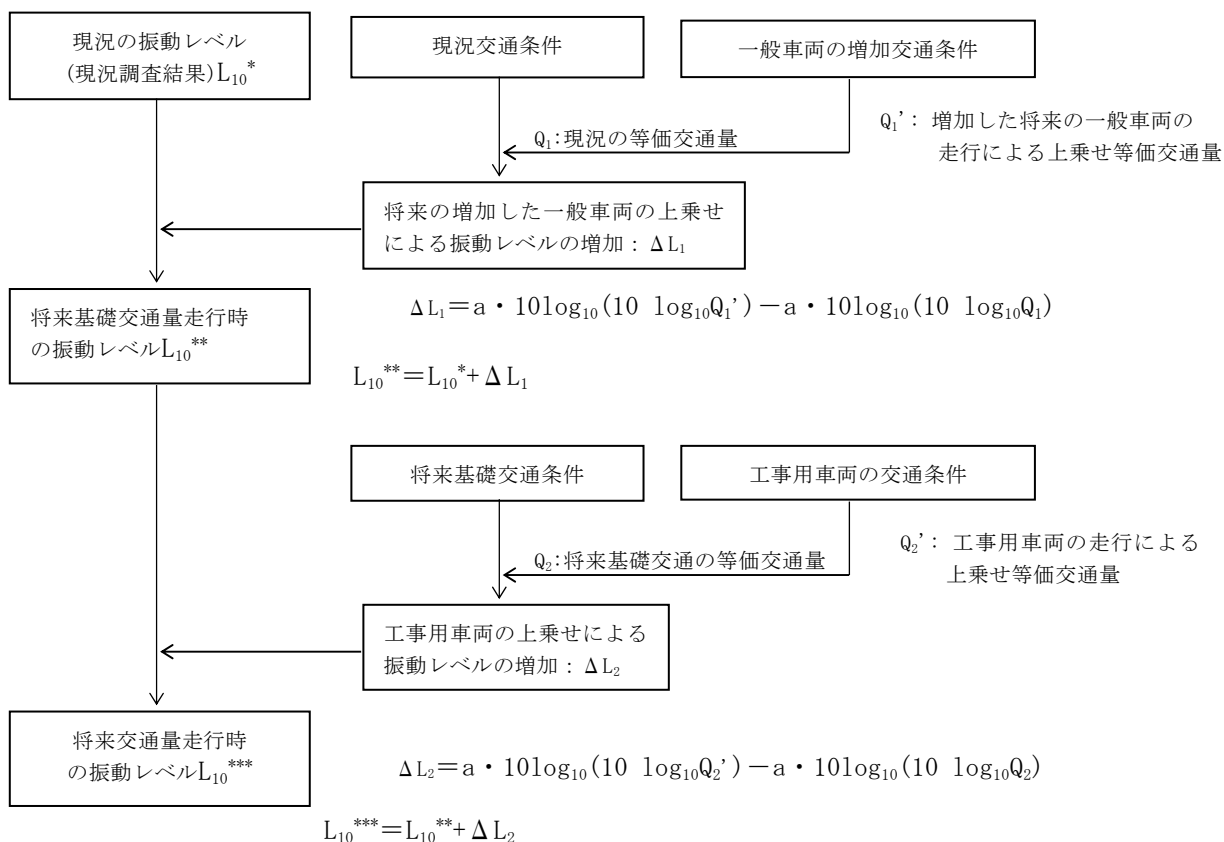 現況の振動レベル
(現況調査結果)L₁₀*
現況交通条件
一般車両の増加交通条件
Q₁:現況の等価交通量
Q₁’: 増加した将来の一般車両の
走行による上乗せ等価交通量
将来の増加した一般車両の上乗せ
による振動レベルの増加：ΔL₁
将来基礎交通量走行時
の振動レベルL₁₀**
ΔL₁＝a・10log₁₀(10 log₁₀Q₁’)－a・10log₁₀(10 log₁₀Q₁)
L₁₀**＝L₁₀*+ΔL₁
将来基礎交通条件
工事用車両の交通条件
Q₂:将来基礎交通の等価交通量
Q₂’: 工事用車両の走行による
上乗せ等価交通量
工事用車両の上乗せによる
振動レベルの増加：ΔL₂
将来交通量走行時
の振動レベルL₁₀***
ΔL₂＝a・10log₁₀(10 log₁₀Q₂’)－a・10log₁₀(10 log₁₀Q₂)
L₁₀***＝L₁₀**+ΔL₂